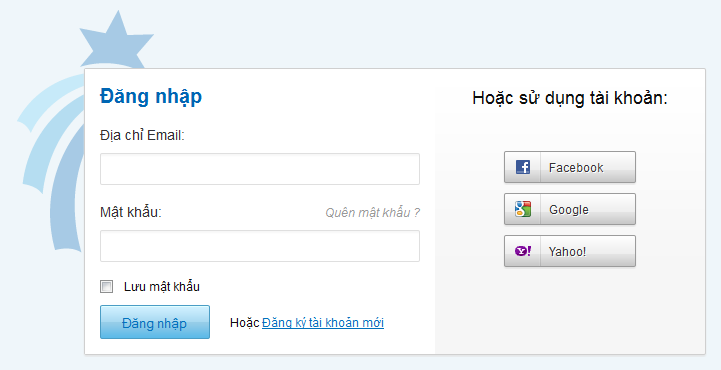 Đăng nhập
Địa chỉ Email:
Mật khẩu:
Quên mật khẩu ?
Lưu mật khẩu
Đăng nhập
Hoặc Đăng ký tài khoản mới
Hoặc sử dụng tài khoản:
Facebook
Google
Yahoo!